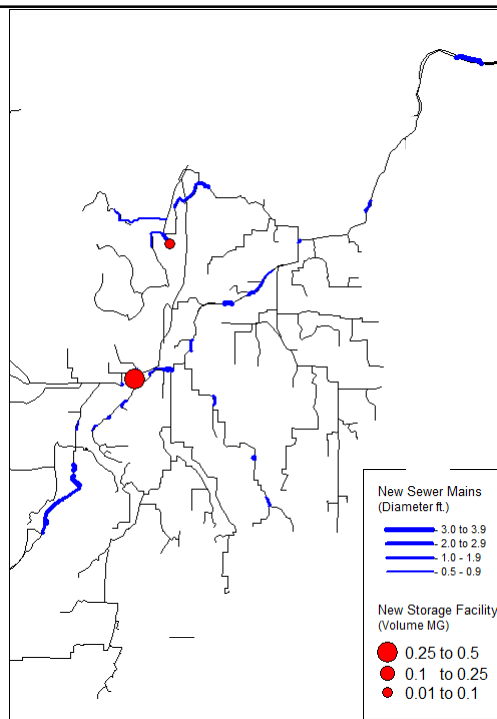 New Sewer Mains
(Diameter ft.)
- 3.0 to 3.9
- 2.0 to 2.9
- 1.0 - 1.9
- 0.5 - 0.9
New Storage Facility
(Volume MG)
0.25 to 0.5
0.1 to 0.25
0.01 to 0.1